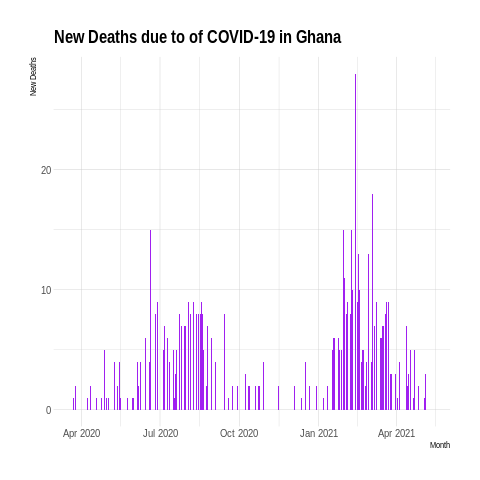 New Deaths due to of COVID-19 in Ghana
New Deaths
20
10
0
Apr 2020 Jul 2020 Oct 2020 Jan 2021 Apr 2021
Month